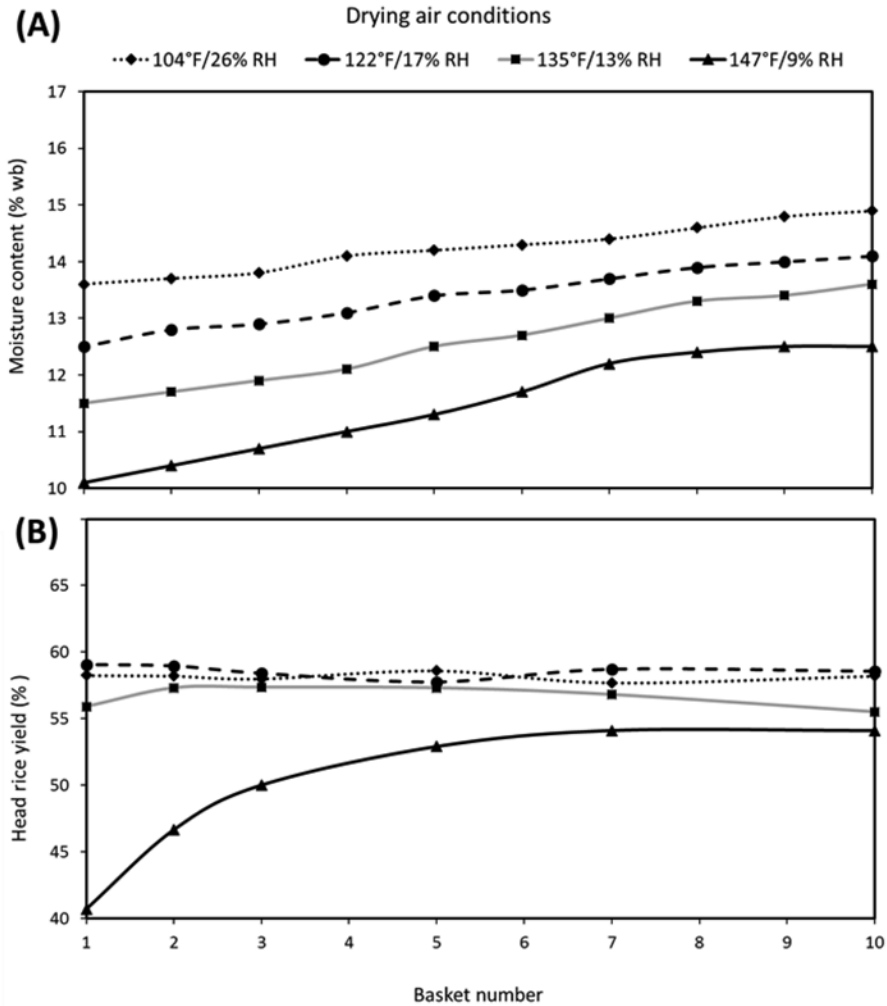 (A)
Drying air conditions
104°F/26% RH 122°F/17% RH 135°F/13% RH 147°F/9% RH
Moisture content (% wb)
17
16
15
14
13
12
11
10
(B)
Head rice yield (% )
65
60
55
50
45
40
1 2 3 4 5 6 7 8 9 10
Basket number